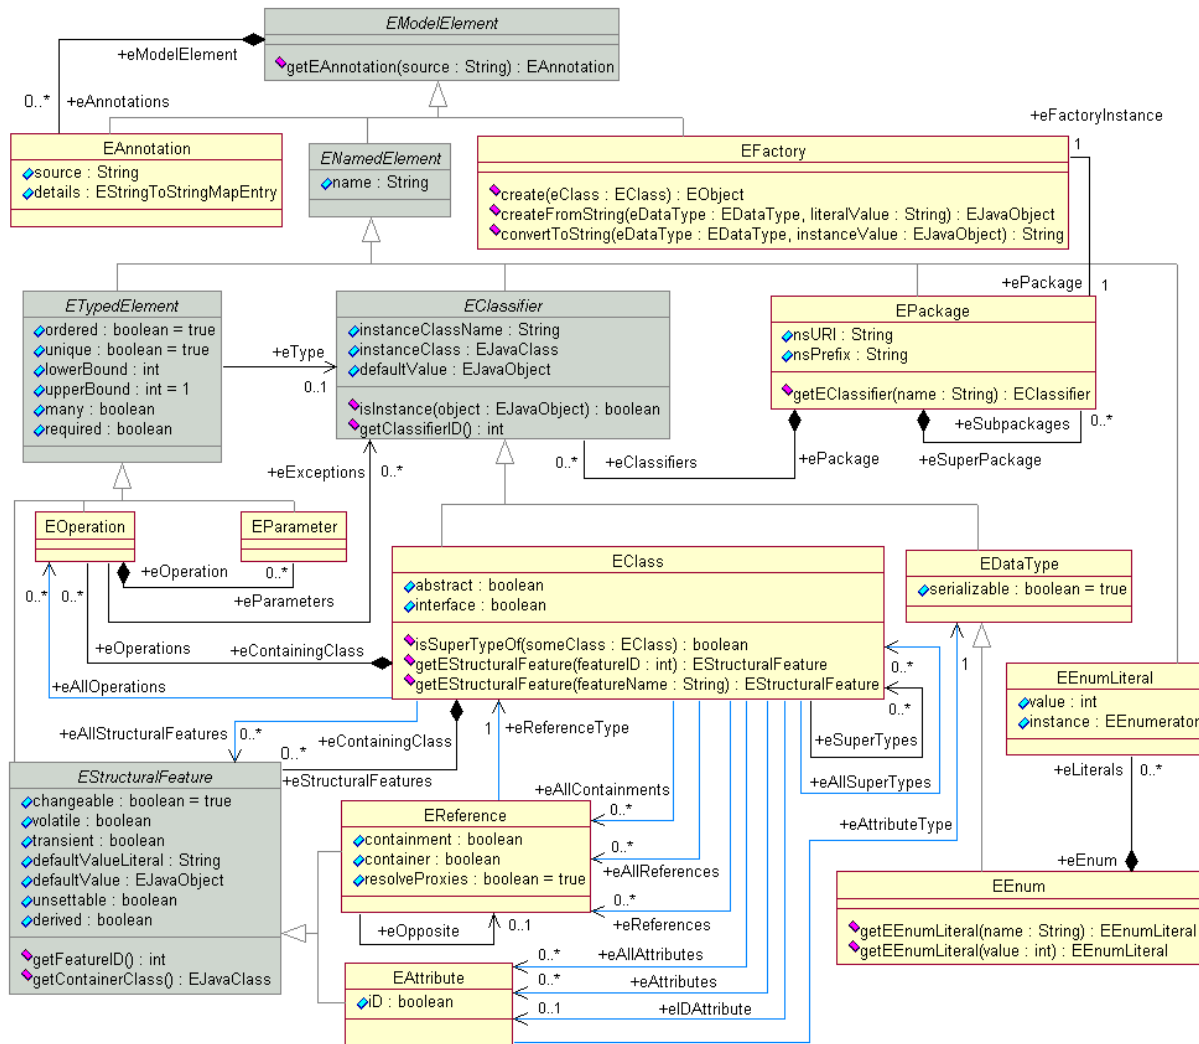 EModelElement
getEAnnotation(source : String) : EAnnotation
+eModelElement
0..*
+eAnnotations
EAnnotation
source : String
details : EStringToStringMapEntry
ENamedElement
name : String
+eFactoryInstance
1
EFactory
create(eClass : EClass) : EObject
createFromString(eDataType : EDataType, literalValue : String) : EJavaObject
convertToString(eDataType : EDataType, instanceValue : EJavaObject) : String
+ePackage
1
ETypedElement
ordered : boolean = true
unique : boolean = true
lowerBound : int
upperBound : int = 1
many : boolean
required : boolean
+eType
0..1
EClassifier
instanceClassName : String
instanceClass : EJavaClass
defaultValue : EJavaObject
isInstance(object : EJavaObject) : boolean
getClassifierID() : int
EPackage
nsURI : String
nsPrefix : String
getEClassifier(name : String) : EClassifier
+eSubpackages
0..*
+eSuperPackage
+ePackage
+eClassifiers
0..*
+eExceptions
0..*
EOperation
EParameter
+eOperation
0..*
+eParameters
0..*
0..*
+eOperations
+eContainingClass
+eAllOperations
EClass
abstract : boolean
interface : boolean
isSuperTypeOf(someClass : EClass) : boolean
getEStructuralFeature(featureID : int) : EStructuralFeature
getEStructuralFeature(featureName : String) : EStructuralFeature
EDataType
serializable : boolean = true
1
0..*
0..*
+eSuperTypes
+eAllSuperTypes
EEnumLiteral
value : int
instance : EEnumerator
+eLiterals
0..*
+eEnum
+eAttributeType
EEnum
getEEnumLiteral(name : String) : EEnumLiteral
getEEnumLiteral(value : int) : EEnumLiteral
+eAllStructuralFeatures
0..*
+eContainingClass
0..*
+eStructuralFeatures
1
+eReferenceType
EStructuralFeature
changeable : boolean = true
volatile : boolean
transient : boolean
defaultValueLiteral : String
defaultValue : EJavaObject
unsettable : boolean
derived : boolean
getFeatureID() : int
getContainerClass() : EJavaClass
EReference
containment : boolean
container : boolean
resolveProxies : boolean = true
+eOpposite
0..1
+eAllContainments
0..*
0..*
+eAllReferences
0..*
+eReferences
EAttribute
iD : boolean
+eAllAttributes
0..*
0..*
+eAttributes
0..1
+eIDAttribute